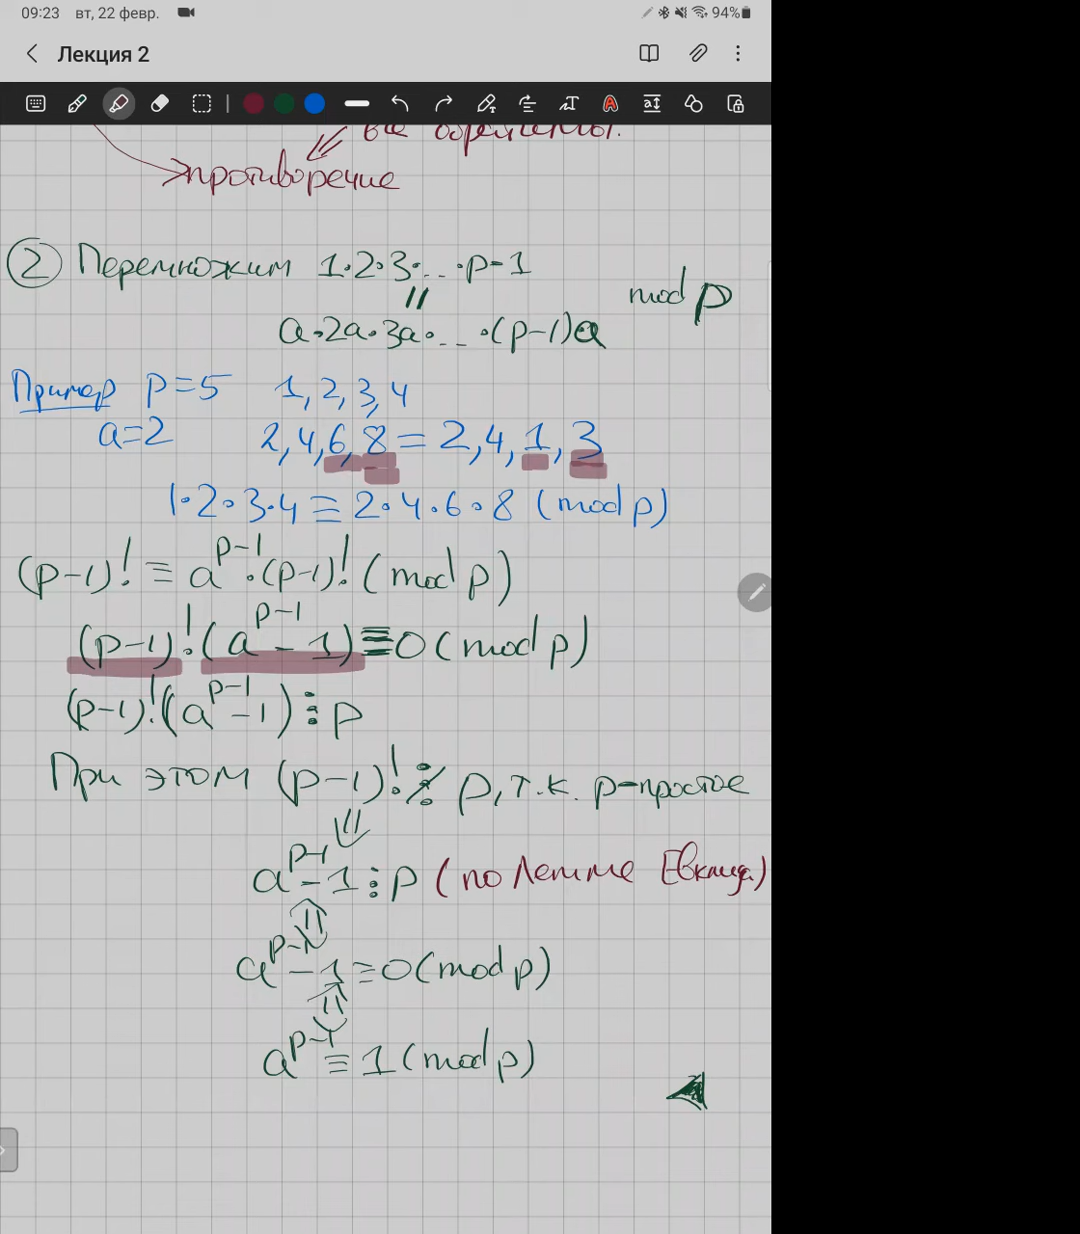 09:23 вт, 22 февр. 94%
Лекция 2
все обратимы.
противоречие
② Перемножим 1·2·3·...·p-1
||
mod p
a·2a·3a·...·(p-1)a
Пример p=5 1, 2, 3, 4
a=2 2, 4, 6, 8 = 2, 4, 1, 3
1·2·3·4 ≡ 2·4·6·8 (mod p)
(p-1)! ≡ a^{p-1}·(p-1)! (mod p)
(p-1)!(a^{p-1} - 1) ≡ 0 (mod p)
(p-1)!(a^{p-1} - 1) ⋮ p
При этом (p-1)! ⋮̸ p, т.к. p-простое
⇓
a^{p-1} - 1 ⋮ p (по Лемме Евклида)
⇕
a^{p-1} - 1 ≡ 0 (mod p)
⇕
a^{p-1} ≡ 1 (mod p)